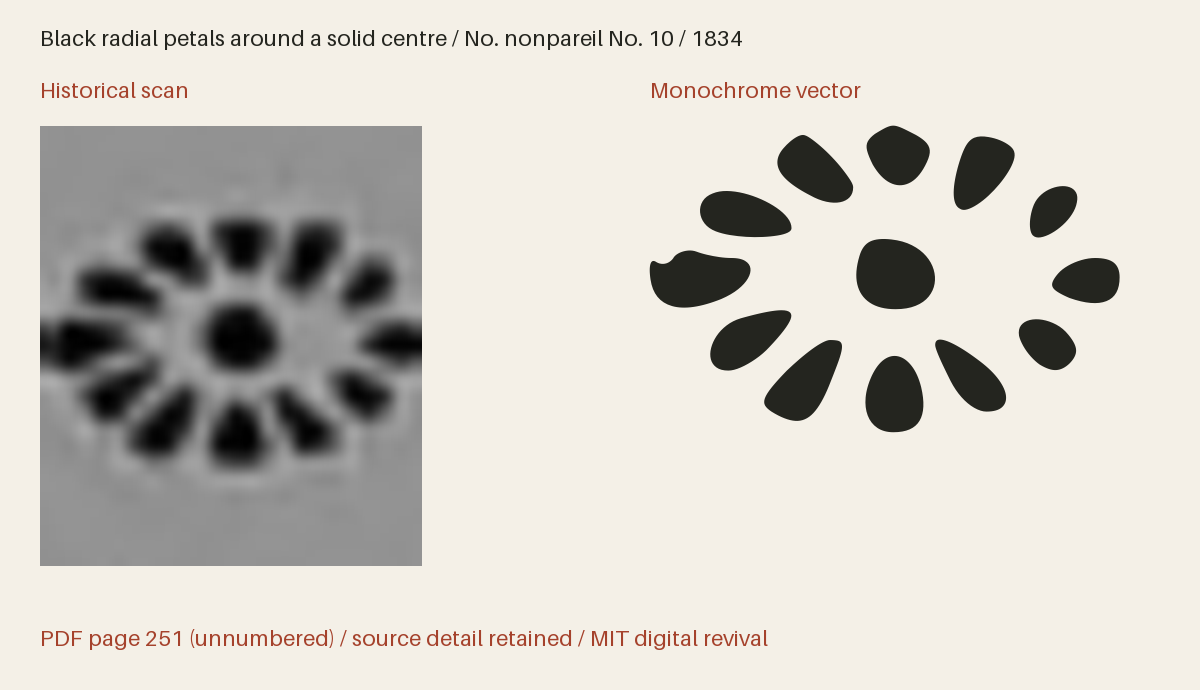 Black radial petals around a solid centre / No. nonpareil No. 10 / 1834
Historical scan
Monochrome vector
PDF page 251 (unnumbered) / source detail retained / MIT digital revival